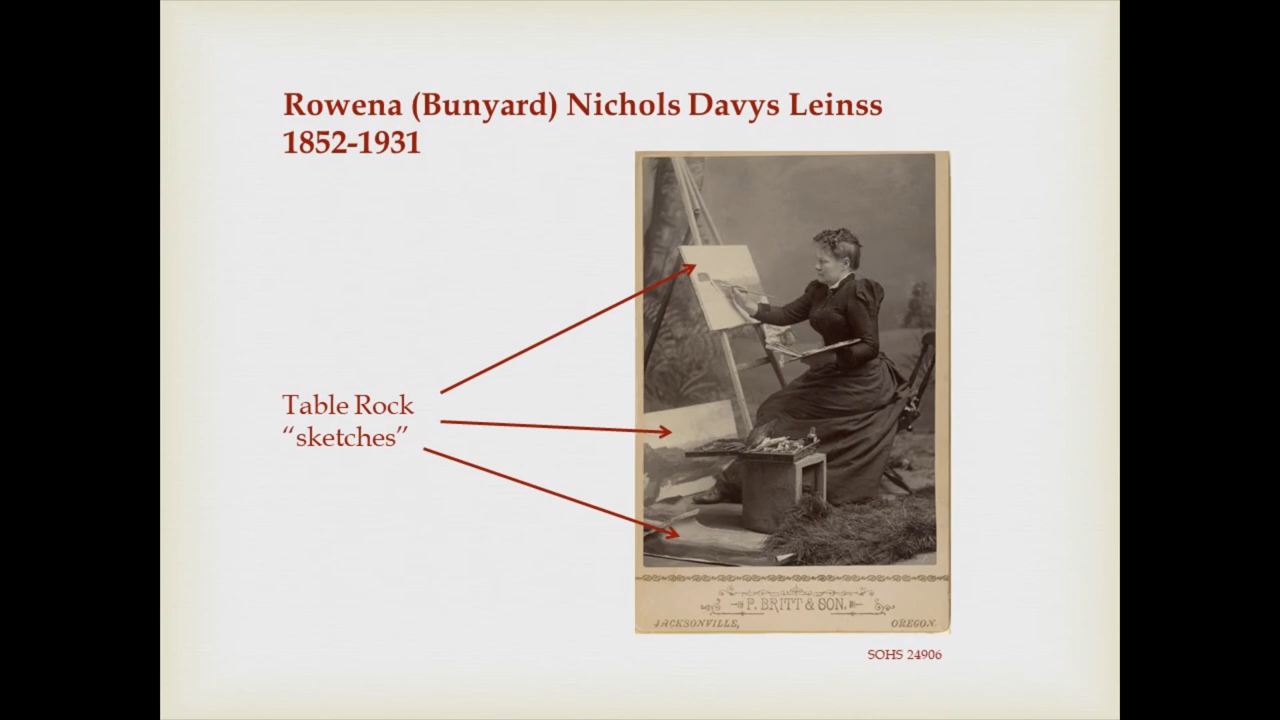 Rowena (Bunyard) Nichols Davys Leinss
1852-1931
Table Rock
“sketches”
P. BRITT & SON.
JACKSONVILLE, OREGON.
SOHS 24906